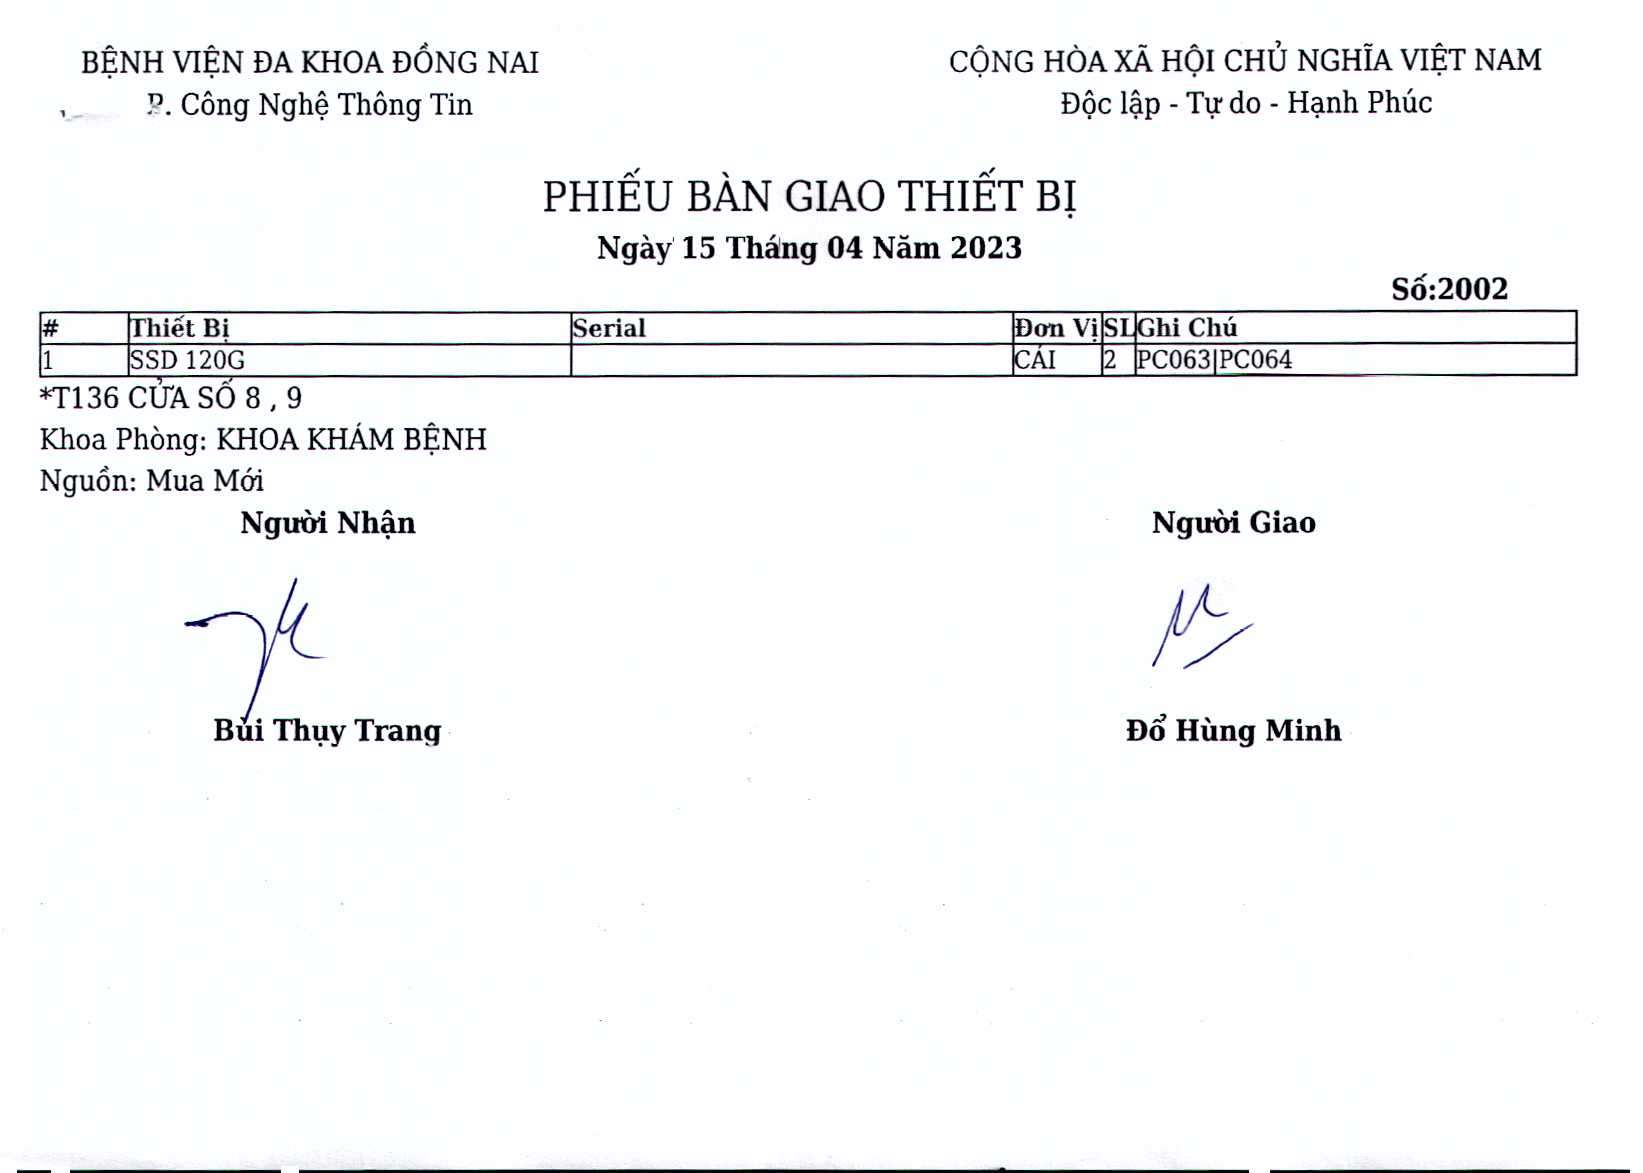 BỆNH VIỆN ĐA KHOA ĐỒNG NAI
P. Công Nghệ Thông Tin
CỘNG HÒA XÃ HỘI CHỦ NGHĨA VIỆT NAM
Độc lập - Tự do - Hạnh Phúc
PHIẾU BÀN GIAO THIẾT BỊ
Ngày 15 Tháng 04 Năm 2023
Số:2002
# Thiết Bị Serial Đơn Vị SL Ghi Chú
1 SSD 120G CÁI 2 PC063|PC064
*T136 CỬA SỐ 8 , 9
Khoa Phòng: KHOA KHÁM BỆNH
Nguồn: Mua Mới
Người Nhận Người Giao
Bùi Thụy Trang Đổ Hùng Minh